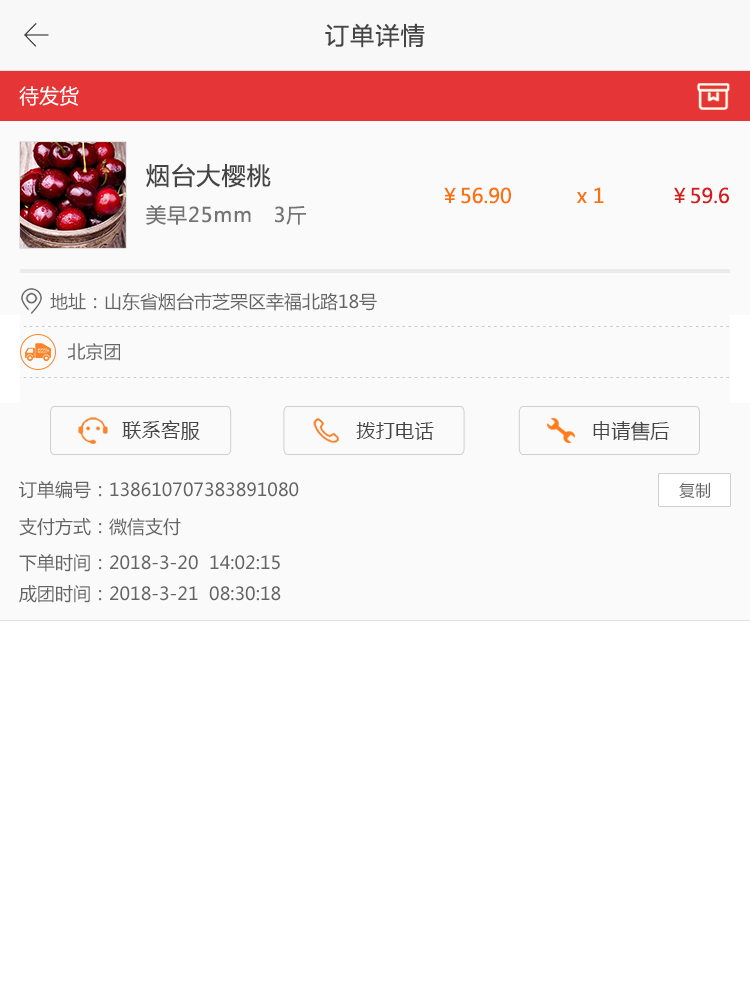 订单详情
待发货
烟台大樱桃
美早25mm 3斤
¥56.90 x 1 ¥59.6
地址：山东省烟台市芝罘区幸福北路18号
北京团
联系客服 拨打电话 申请售后
订单编号：138610707383891080 复制
支付方式：微信支付
下单时间：2018-3-20 14:02:15
成团时间：2018-3-21 08:30:18